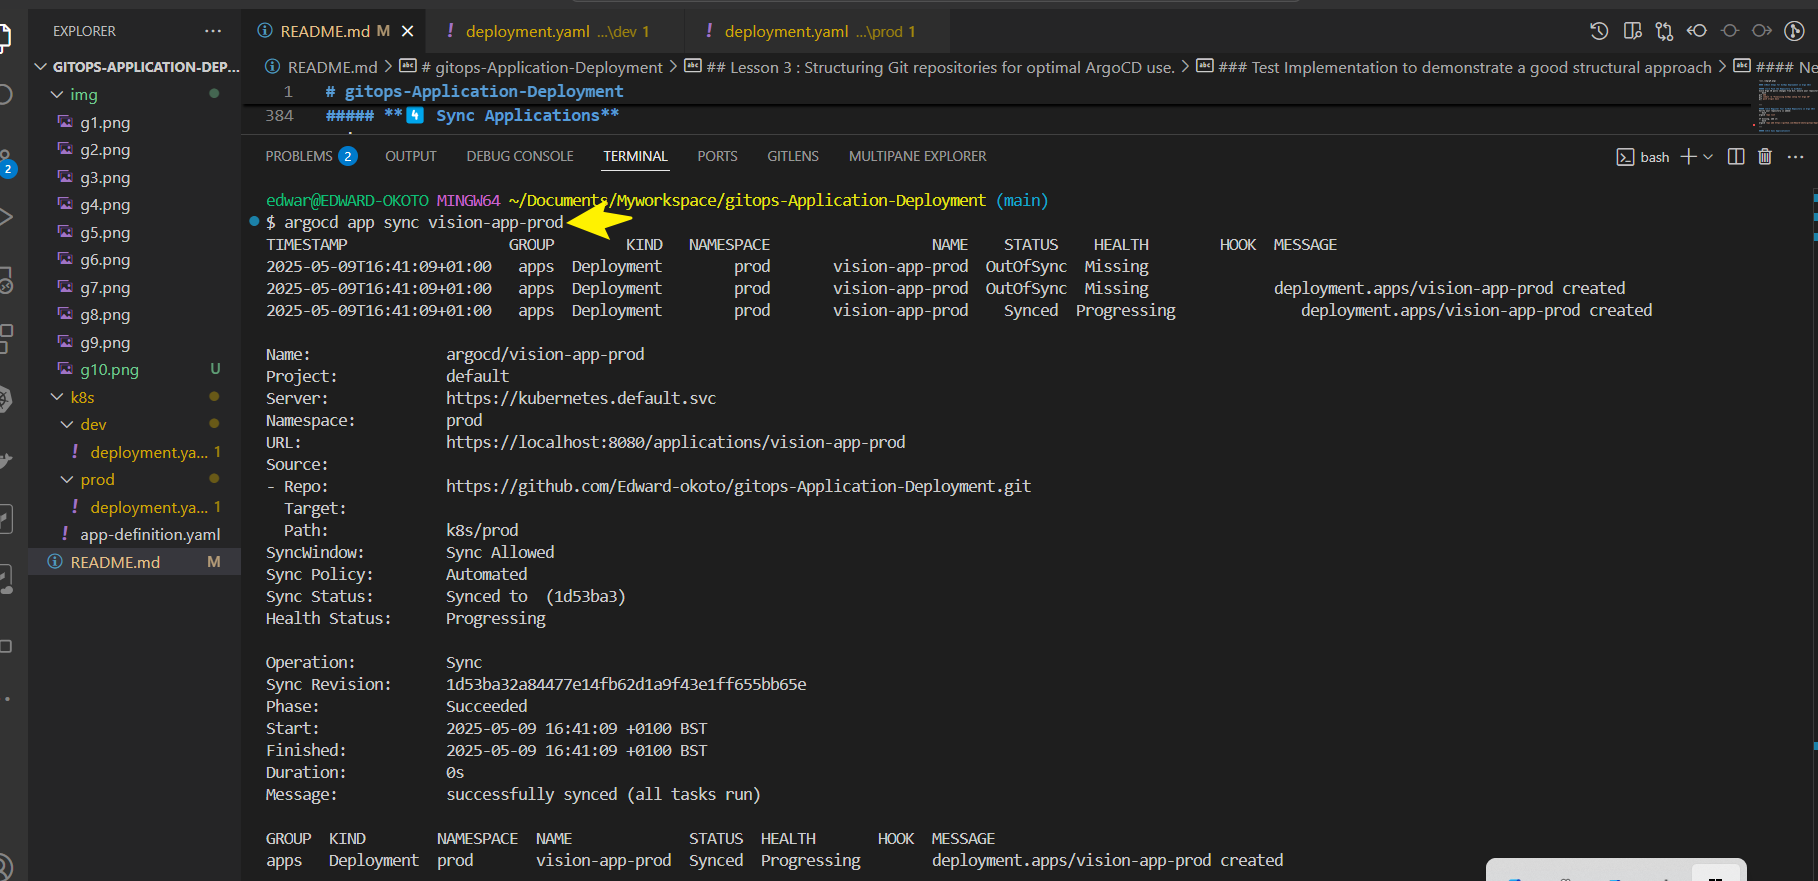 EXPLORER ···
GITOPS-APPLICATION-DEP...
img
g1.png
g2.png
g3.png
g4.png
g5.png
g6.png
g7.png
g8.png
g9.png
g10.png U
k8s
dev
! deployment.ya... 1
prod
! deployment.ya... 1
! app-definition.yaml
README.md M
2
README.md M ×
! deployment.yaml ...\dev 1
! deployment.yaml ...\prod 1
README.md > # gitops-Application-Deployment > ## Lesson 3 : Structuring Git repositories for optimal ArgoCD use. > ### Test Implementation to demonstrate a good structural approach > #### Ne
1 # gitops-Application-Deployment
384 ##### **4 Sync Applications**
PROBLEMS 2 OUTPUT DEBUG CONSOLE TERMINAL PORTS GITLENS MULTIPANE EXPLORER
bash
edwar@EDWARD-OKOTO MINGW64 ~/Documents/Myworkspace/gitops-Application-Deployment (main)
$ argocd app sync vision-app-prod
TIMESTAMP GROUP KIND NAMESPACE NAME STATUS HEALTH HOOK MESSAGE
2025-05-09T16:41:09+01:00 apps Deployment prod vision-app-prod OutOfSync Missing
2025-05-09T16:41:09+01:00 apps Deployment prod vision-app-prod OutOfSync Missing deployment.apps/vision-app-prod created
2025-05-09T16:41:09+01:00 apps Deployment prod vision-app-prod Synced Progressing deployment.apps/vision-app-prod created
Name: argocd/vision-app-prod
Project: default
Server: https://kubernetes.default.svc
Namespace: prod
URL: https://localhost:8080/applications/vision-app-prod
Source:
- Repo: https://github.com/Edward-okoto/gitops-Application-Deployment.git
Target:
Path: k8s/prod
SyncWindow: Sync Allowed
Sync Policy: Automated
Sync Status: Synced to (1d53ba3)
Health Status: Progressing
Operation: Sync
Sync Revision: 1d53ba32a84477e14fb62d1a9f43e1ff655bb65e
Phase: Succeeded
Start: 2025-05-09 16:41:09 +0100 BST
Finished: 2025-05-09 16:41:09 +0100 BST
Duration: 0s
Message: successfully synced (all tasks run)
GROUP KIND NAMESPACE NAME STATUS HEALTH HOOK MESSAGE
apps Deployment prod vision-app-prod Synced Progressing deployment.apps/vision-app-prod created